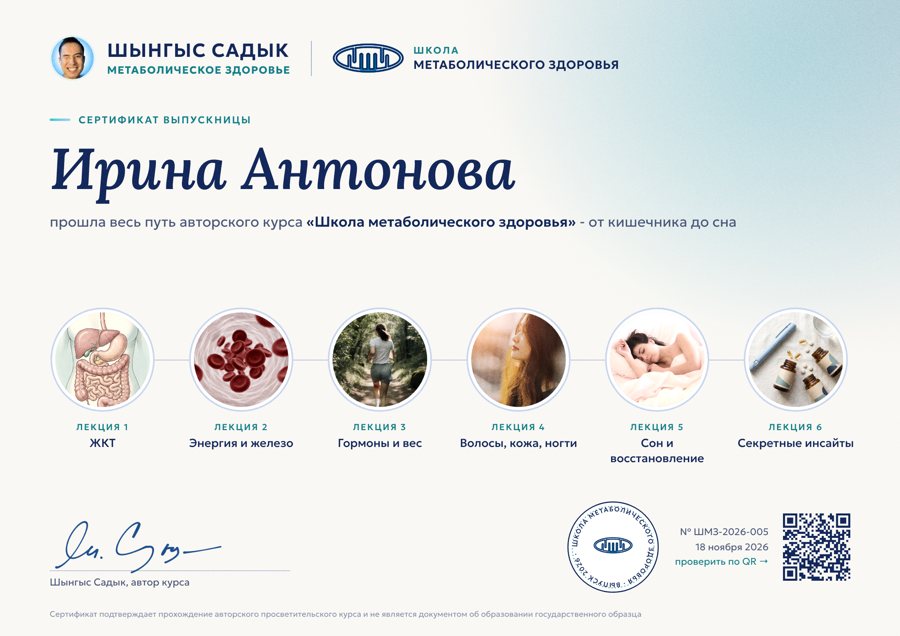 ШЫНГЫС САДЫК
МЕТАБОЛИЧЕСКОЕ ЗДОРОВЬЕ
ШКОЛА
МЕТАБОЛИЧЕСКОГО ЗДОРОВЬЯ
СЕРТИФИКАТ ВЫПУСКНИЦЫ
Ирина Антонова
прошла весь путь авторского курса «Школа метаболического здоровья» - от кишечника до сна
ЛЕКЦИЯ 1
ЖКТ
ЛЕКЦИЯ 2
Энергия и железо
ЛЕКЦИЯ 3
Гормоны и вес
ЛЕКЦИЯ 4
Волосы, кожа, ногти
ЛЕКЦИЯ 5
Сон и
восстановление
ЛЕКЦИЯ 6
Секретные инсайты
Шынгыс Садык, автор курса
ШКОЛА МЕТАБОЛИЧЕСКОГО ЗДОРОВЬЯ · ВЫПУСК 2026 ·
№ ШМЗ-2026-005
18 ноября 2026
проверить по QR →
Сертификат подтверждает прохождение авторского просветительского курса и не является документом об образовании государственного образца